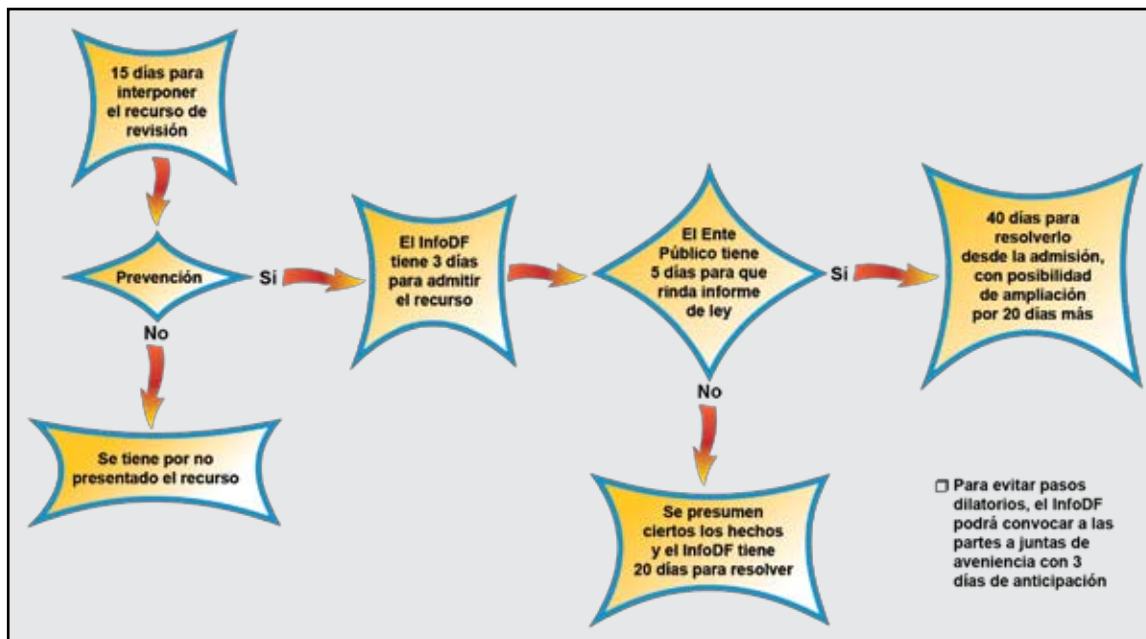 15 días para
interponer
el recurso de
revisión
Prevención
Sí
No
Se tiene por no
presentado el recurso
El InfoDF
tiene 3 días
para admitir
el recurso
El Ente
Público tiene
5 días para que
rinda informe
de ley
Sí
No
40 días para
resolverlo
desde la admisión,
con posibilidad
de ampliación
por 20 días más
Se presumen
ciertos los hechos
y el InfoDF tiene
20 días para resolver
❒ Para evitar pasos
dilatorios, el InfoDF
podrá convocar a las
partes a juntas de
aveniencia con 3
días de anticipación